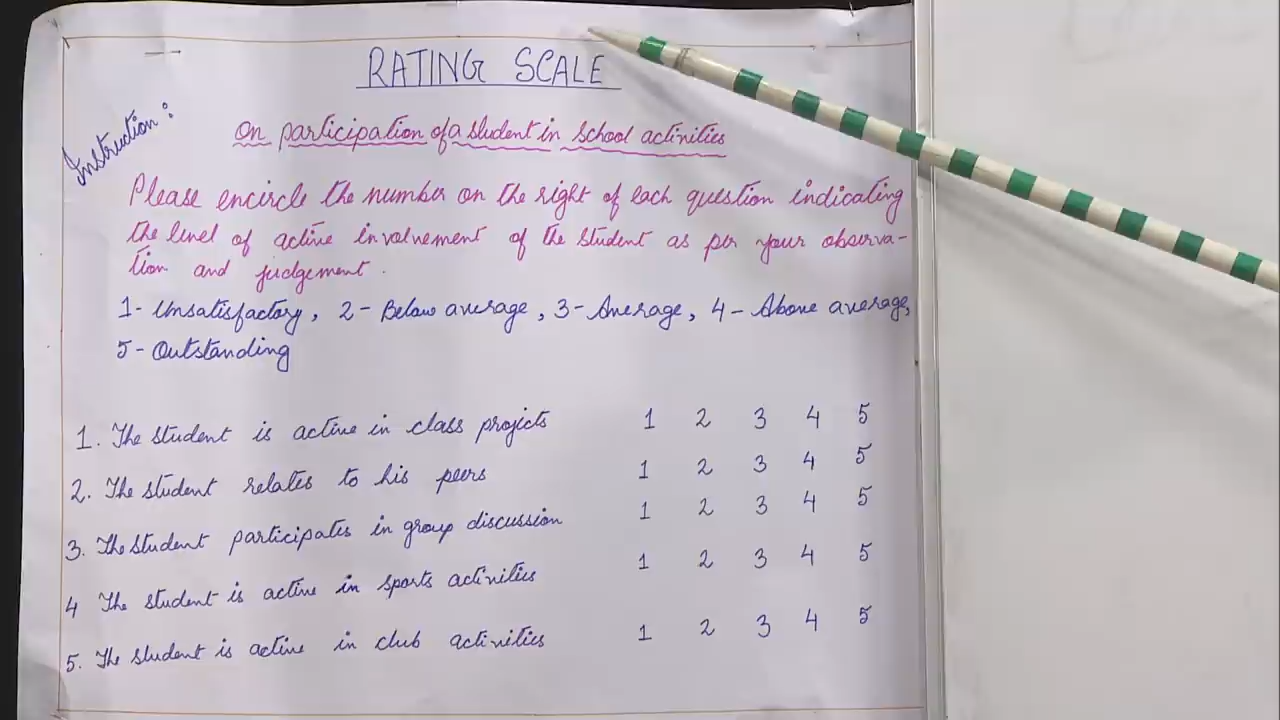 RATING SCALE
Instruction :
On participation of a student in school activities
Please encircle the number on the right of each question indicating
the level of active involvement of the student as per your observa-
tion and judgement.
1- Unsatisfactory, 2- Below average, 3- Average, 4- Above average,
5- Outstanding
1. The student is active in class projects 1 2 3 4 5
2. The student relates to his peers 1 2 3 4 5
3. The student participates in group discussion 1 2 3 4 5
4 The student is active in sports activities 1 2 3 4 5
5. The student is active in club activities 1 2 3 4 5